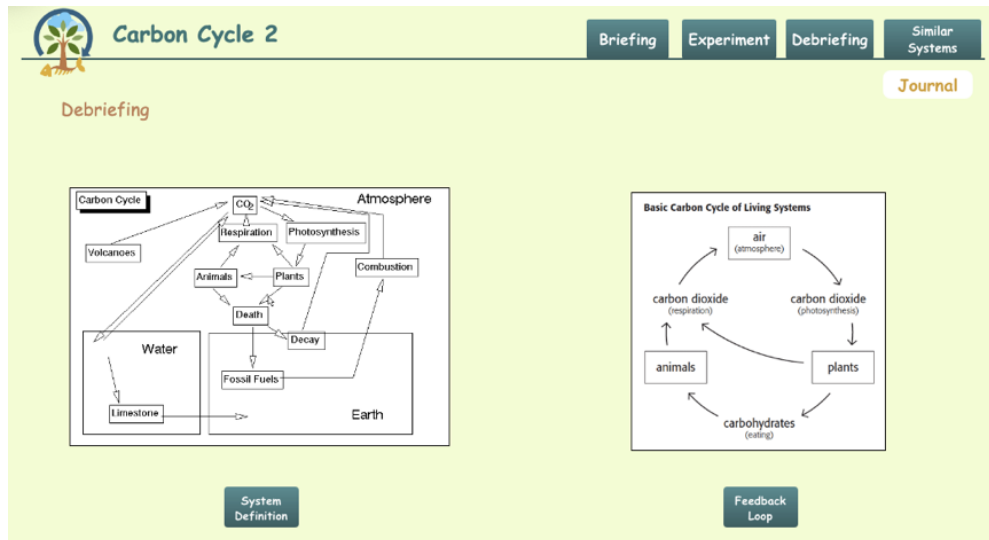 Carbon Cycle 2
Briefing
Experiment
Debriefing
Similar
Systems
Journal
Debriefing
Carbon Cycle
CO2
Atmosphere
Respiration
Photosynthesis
Volcanoes
Animals
Plants
Combustion
Death
Decay
Water
Fossil Fuels
Limestone
Earth
System
Definition
Basic Carbon Cycle of Living Systems
air
(atmosphere)
carbon dioxide
(respiration)
carbon dioxide
(photosynthesis)
animals
plants
carbohydrates
(eating)
Feedback
Loop